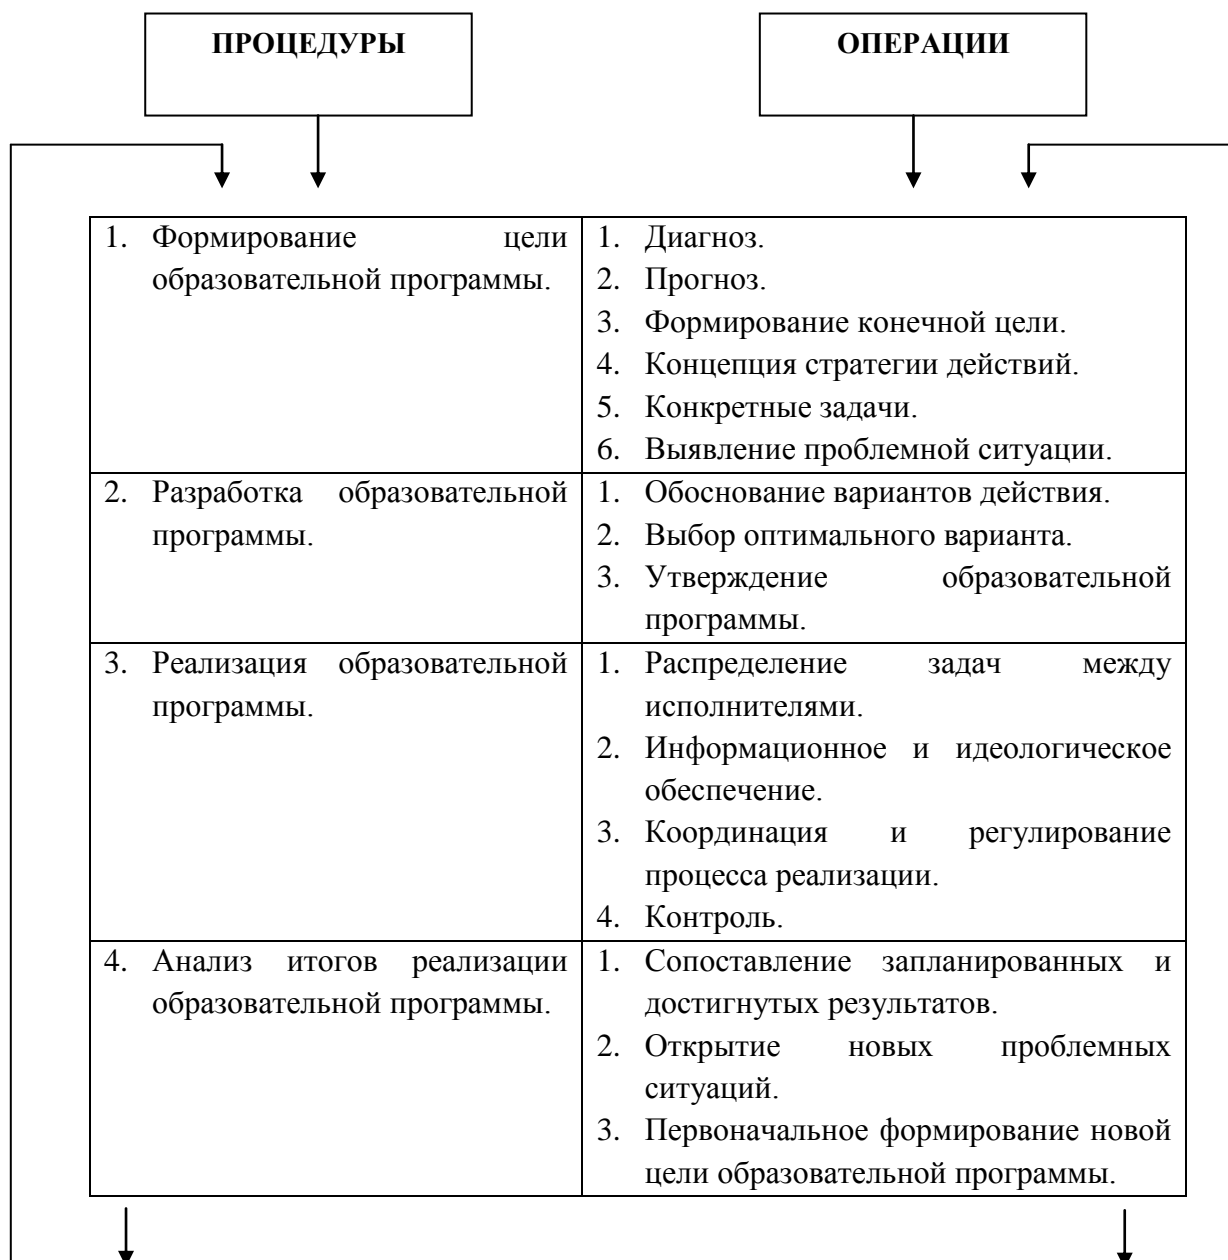 ПРОЦЕДУРЫ
ОПЕРАЦИИ
1. Формирование цели
образовательной программы.
1. Диагноз.
2. Прогноз.
3. Формирование конечной цели.
4. Концепция стратегии действий.
5. Конкретные задачи.
6. Выявление проблемной ситуации.
2. Разработка образовательной
программы.
1. Обоснование вариантов действия.
2. Выбор оптимального варианта.
3. Утверждение образовательной
программы.
3. Реализация образовательной
программы.
1. Распределение задач между
исполнителями.
2. Информационное и идеологическое
обеспечение.
3. Координация и регулирование
процесса реализации.
4. Контроль.
4. Анализ итогов реализации
образовательной программы.
1. Сопоставление запланированных и
достигнутых результатов.
2. Открытие новых проблемных
ситуаций.
3. Первоначальное формирование новой
цели образовательной программы.